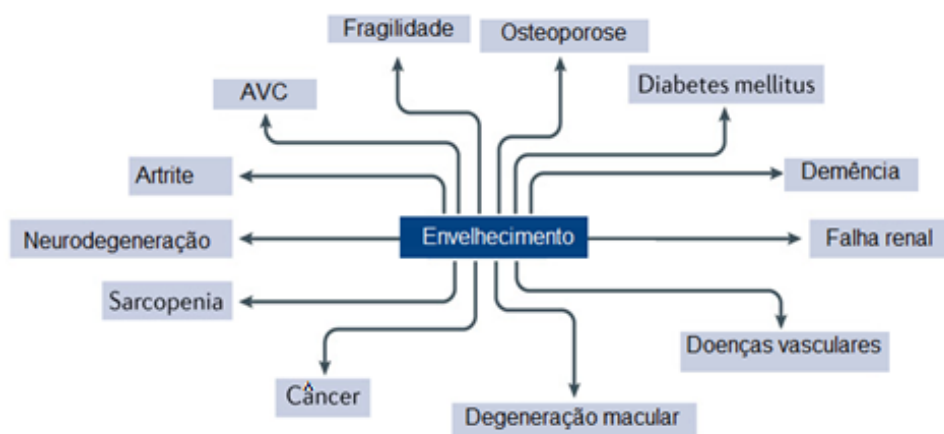 Fragilidade
Osteoporose
AVC
Diabetes mellitus
Artrite
Demência
Neurodegeneração
Envelhecimento
Falha renal
Sarcopenia
Doenças vasculares
Câncer
Degeneração macular